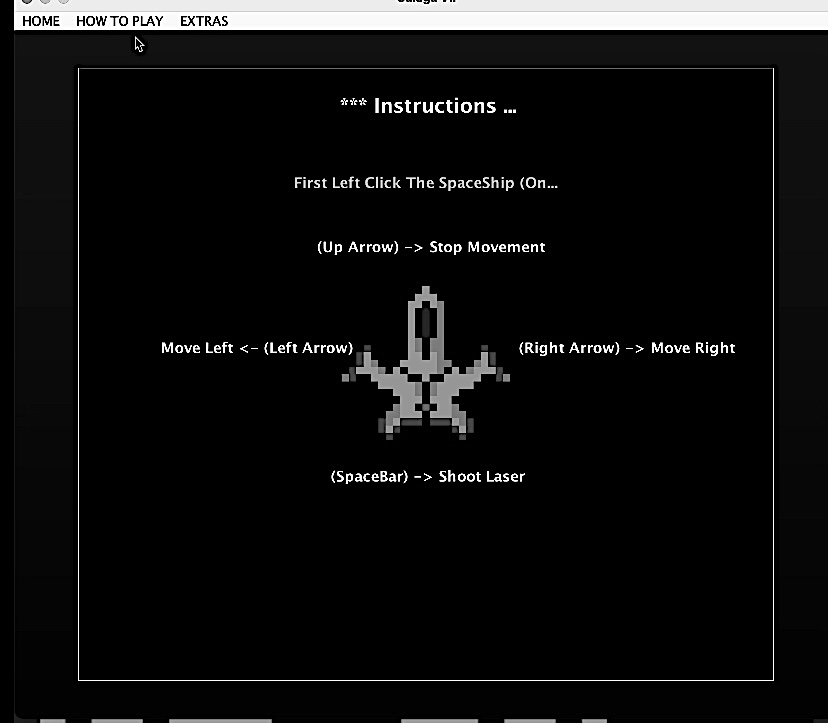 HOME HOW TO PLAY EXTRAS
*** Instructions ...
First Left Click The SpaceShip (On...
(Up Arrow) -> Stop Movement
Move Left <- (Left Arrow) (Right Arrow) -> Move Right
(SpaceBar) -> Shoot Laser